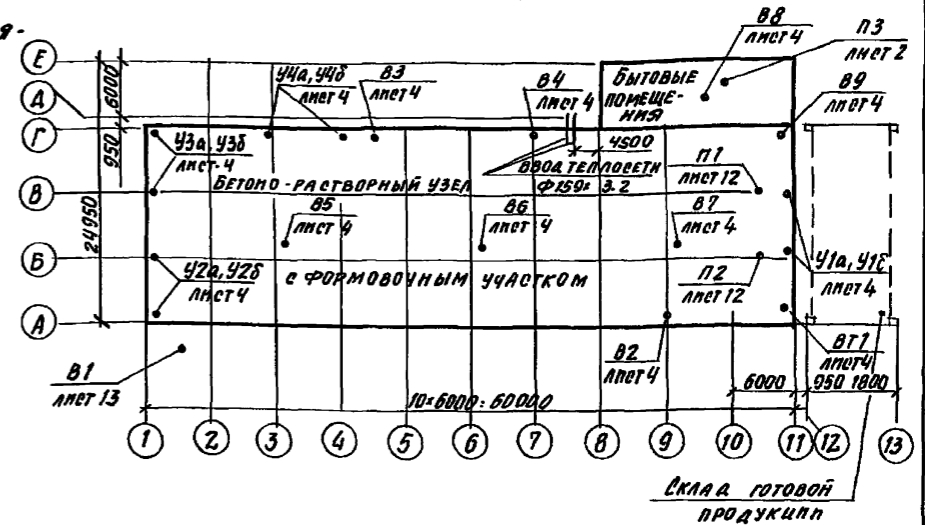 я-
В8
лист 4
П3
лист 2
Е
У4а, У4б
лист 4
В3
лист 4
В4
лист 4
Бытовые
помеще-
ния
В9
лист 4
Д
6000
Г
950
У3а, У3б
лист-4
4500
Ввод теплосети
Ф159×3.2
П1
лист 12
Бетоно-растворный узел
В
24950
В5
лист 4
В6
лист 4
В7
лист 4
Б
У2а, У2б
лист 4
с формовочным участком
П2
лист 12
лист 4
А
В1
лист 13
В2
лист 4
ВТ1
лист 4
6000
950
1800
10×6000=60000
1
2
3
4
5
6
7
8
9
10
11
12
13
Склад готовой
продукции